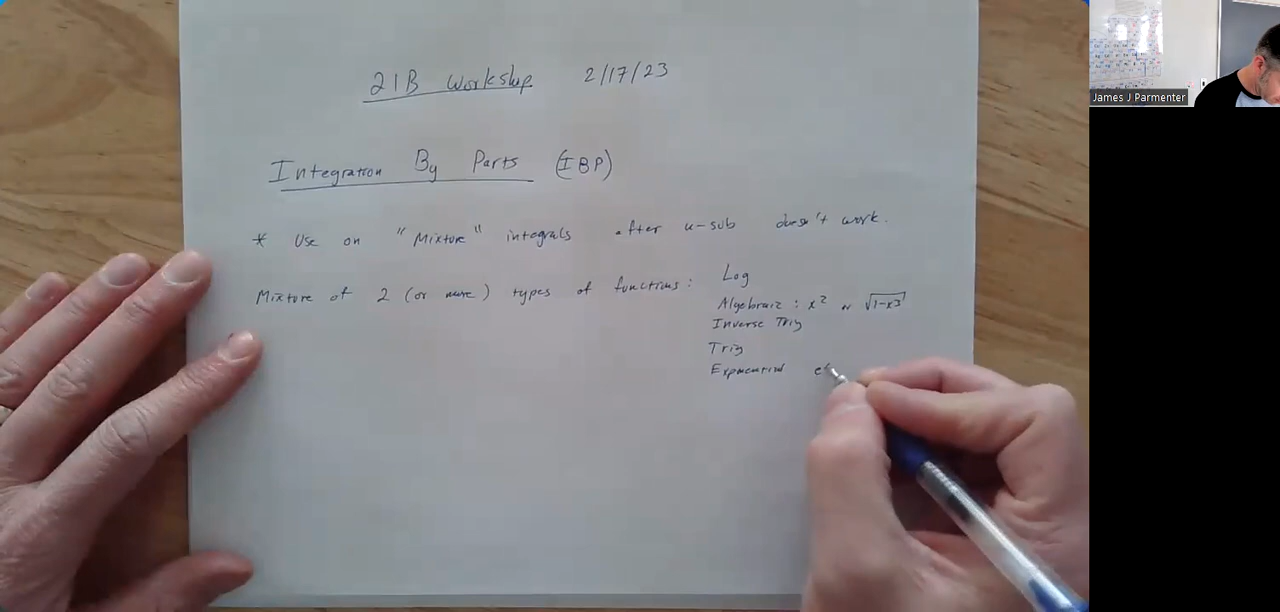 21B Workshop 2/17/23
Integration By Parts (IBP)
* Use on "Mixture" integrals after u-sub doesn't work.
Mixture of 2 (or more) types of functions: Log
Algebraic: x² or √1-x³
Inverse Trig
Trig
Exponential
James J Parmenter